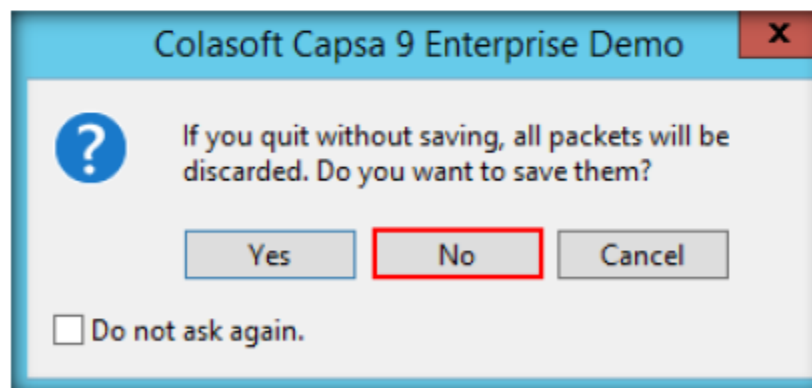 Colasoft Capsa 9 Enterprise Demo
x
?
If you quit without saving, all packets will be
discarded. Do you want to save them?
Yes No Cancel
Do not ask again.